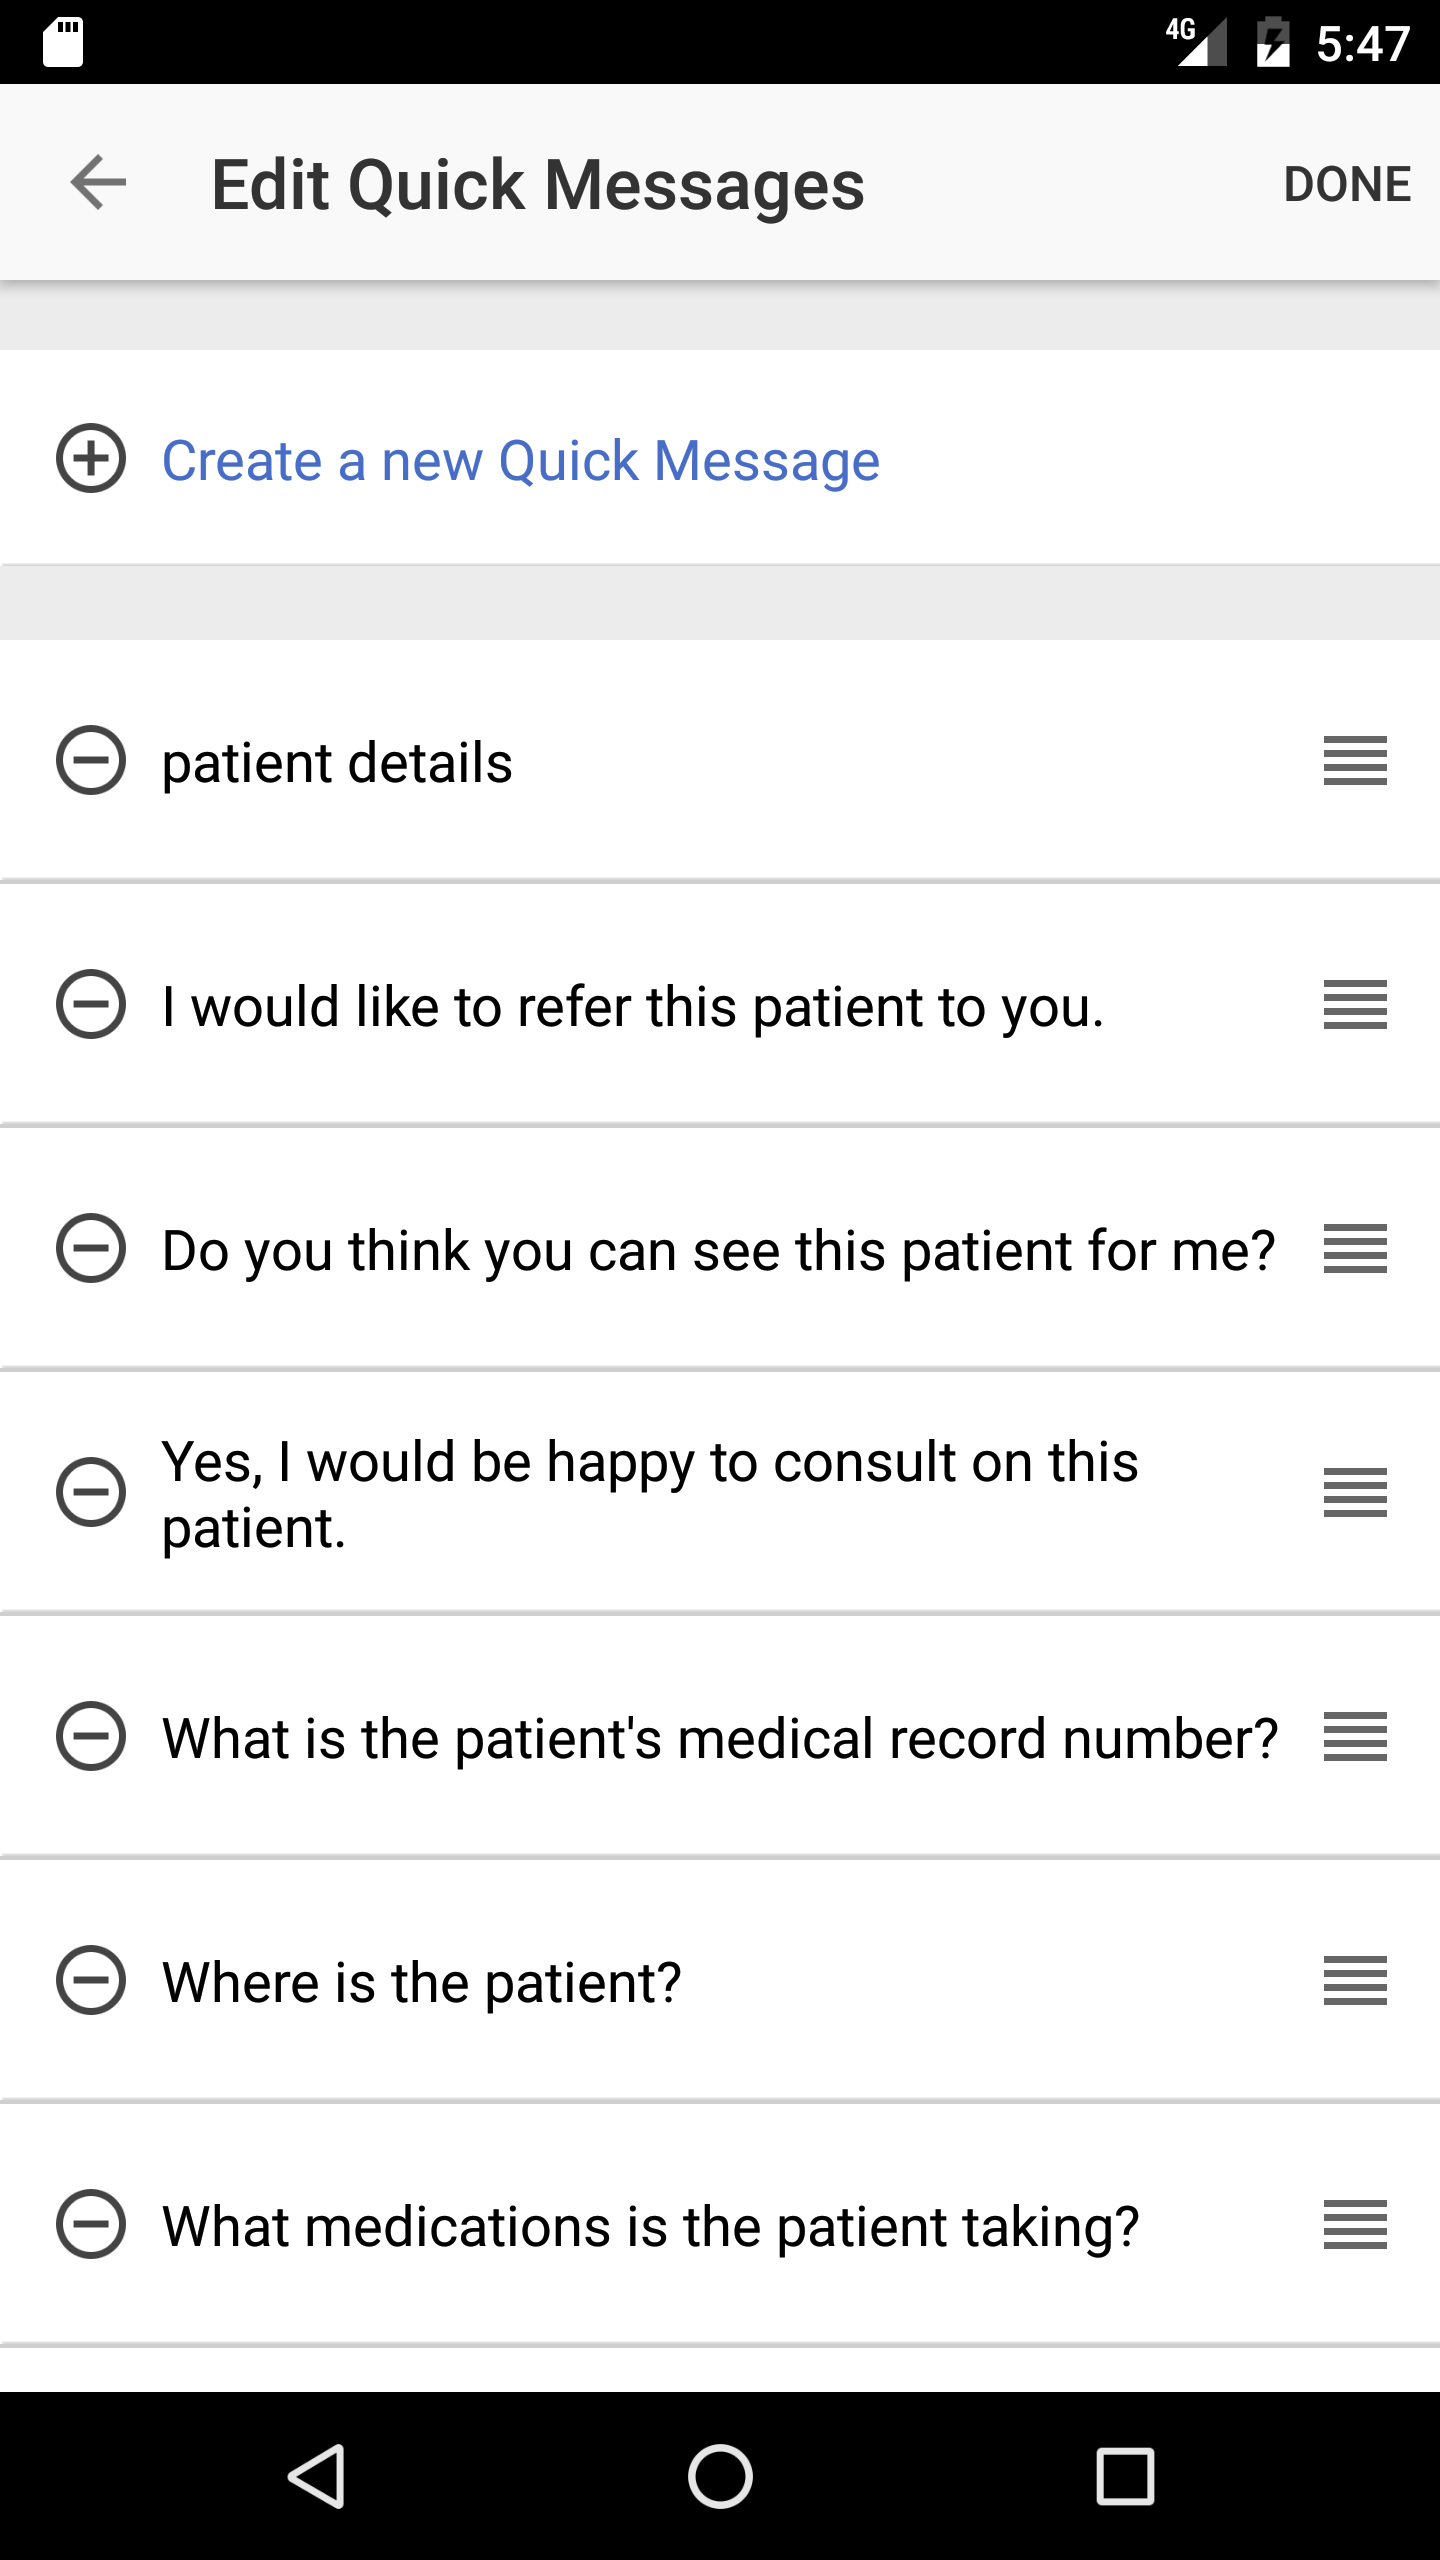 4G 5:47
Edit Quick Messages DONE
Create a new Quick Message
patient details
I would like to refer this patient to you.
Do you think you can see this patient for me?
Yes, I would be happy to consult on this
patient.
What is the patient's medical record number?
Where is the patient?
What medications is the patient taking?